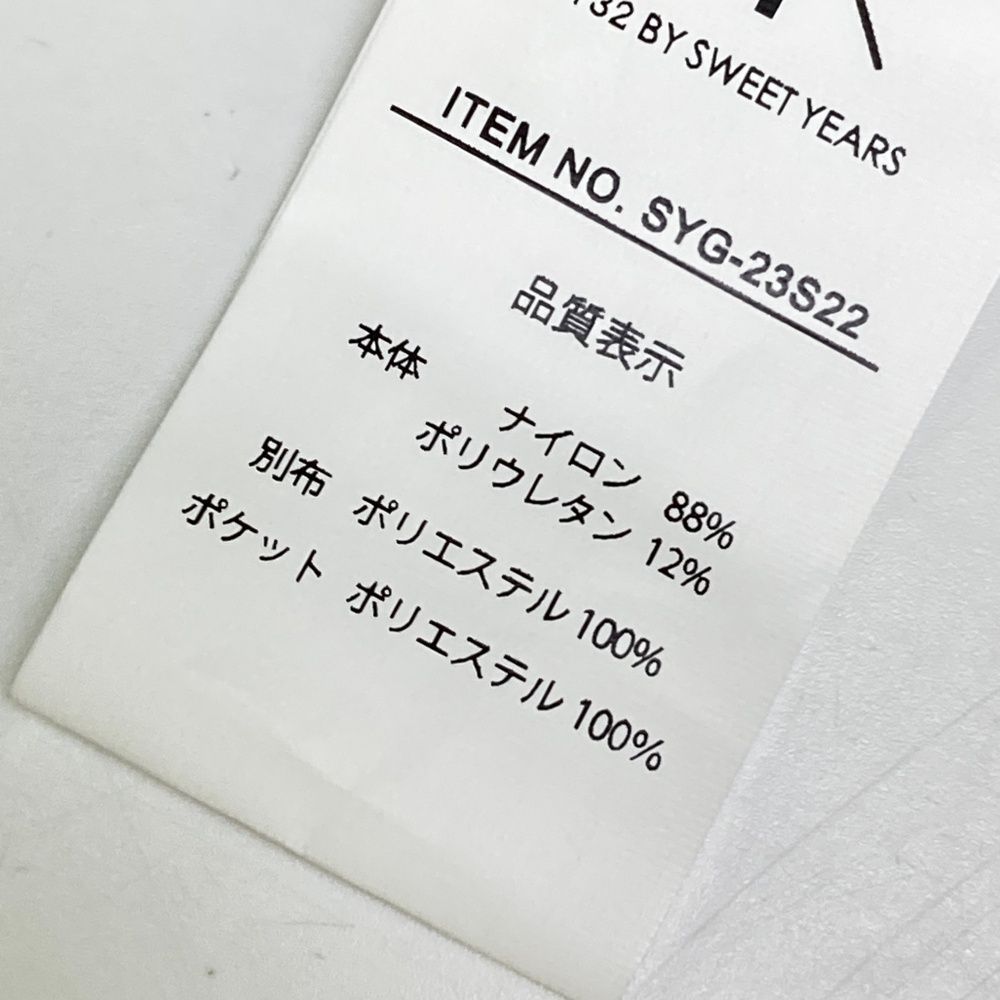 32 BY SWEET YEARS
ITEM NO. SYG-23S22
品質表示
本体 ナイロン 88%
ポリウレタン 12%
別布 ポリエステル 100%
ポケット ポリエステル 100%